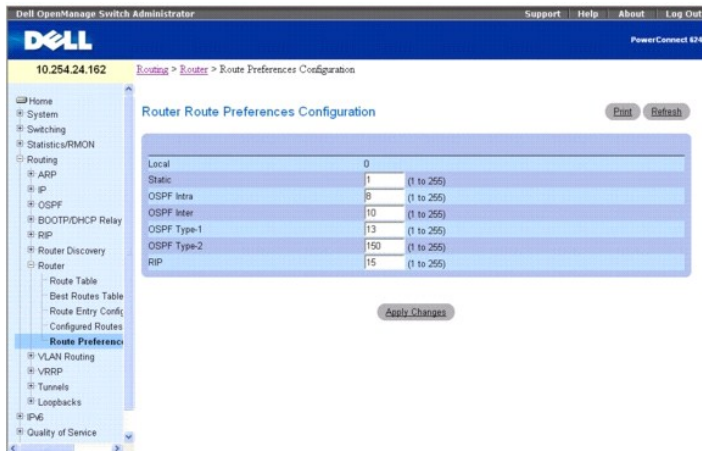 Dell OpenManage Switch Administrator
Support Help About Log Out
DELL
PowerConnect 624
10.254.24.162
Routing > Router > Route Preferences Configuration
Home
System
Switching
Statistics/RMON
Routing
ARP
IP
OSPF
BOOTP/DHCP Relay
RIP
Router Discovery
Router
Route Table
Best Routes Table
Route Entry Config
Configured Routes
Route Preference
VLAN Routing
VRRP
Tunnels
Loopbacks
IPv6
Quality of Service
Router Route Preferences Configuration
Print Refresh
Local 0
Static 1 (1 to 255)
OSPF Intra 8 (1 to 255)
OSPF Inter 10 (1 to 255)
OSPF Type-1 13 (1 to 255)
OSPF Type-2 150 (1 to 255)
RIP 15 (1 to 255)
Apply Changes